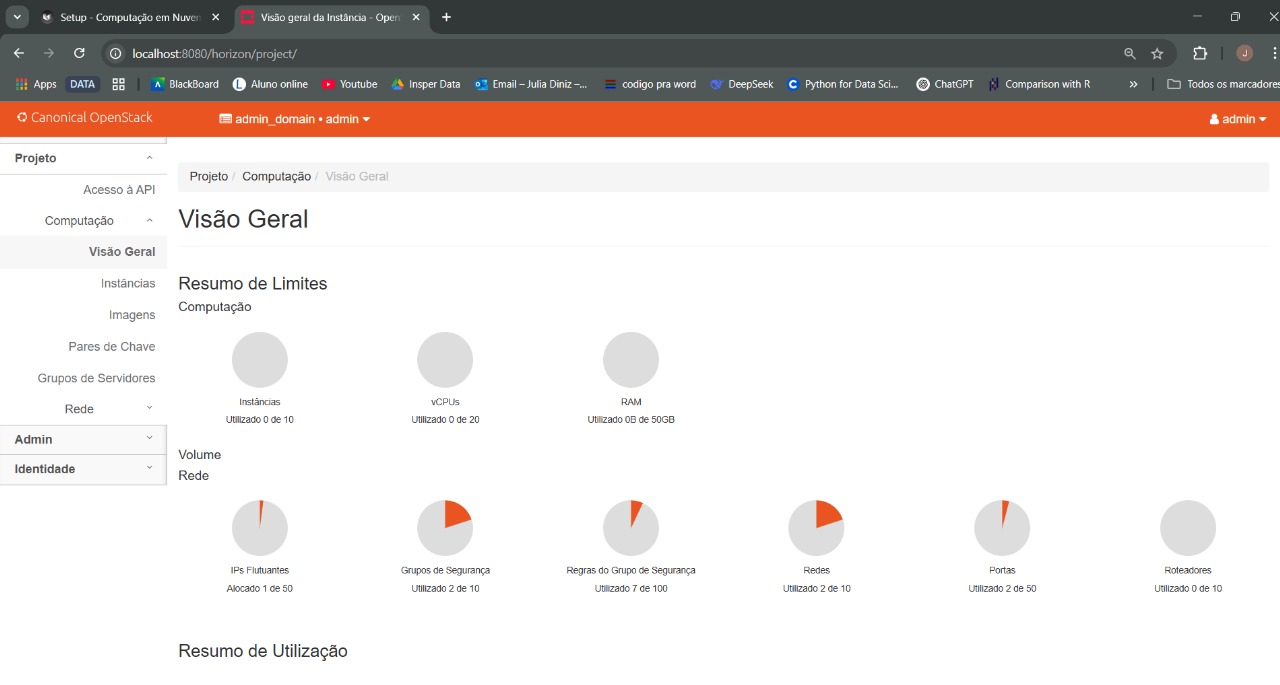 Setup - Computação em Nuven
Visão geral da Instância - Open
localhost:8080/horizon/project/
J
Apps
DATA
BlackBoard
Aluno online
Youtube
Insper Data
Email – Julia Diniz –...
codigo pra word
DeepSeek
Python for Data Sci...
ChatGPT
Comparison with R
»
Todos os marcadores
Canonical OpenStack
admin_domain • admin
admin
Projeto
Acesso à API
Computação
Visão Geral
Instâncias
Imagens
Pares de Chave
Grupos de Servidores
Rede
Admin
Identidade
Projeto / Computação / Visão Geral
Visão Geral
Resumo de Limites
Computação
Instâncias
Utilizado 0 de 10
vCPUs
Utilizado 0 de 20
RAM
Utilizado 0B de 50GB
Volume
Rede
IPs Flutuantes
Alocado 1 de 50
Grupos de Segurança
Utilizado 2 de 10
Regras do Grupo de Segurança
Utilizado 7 de 100
Redes
Utilizado 2 de 10
Portas
Utilizado 2 de 50
Roteadores
Utilizado 0 de 10
Resumo de Utilização